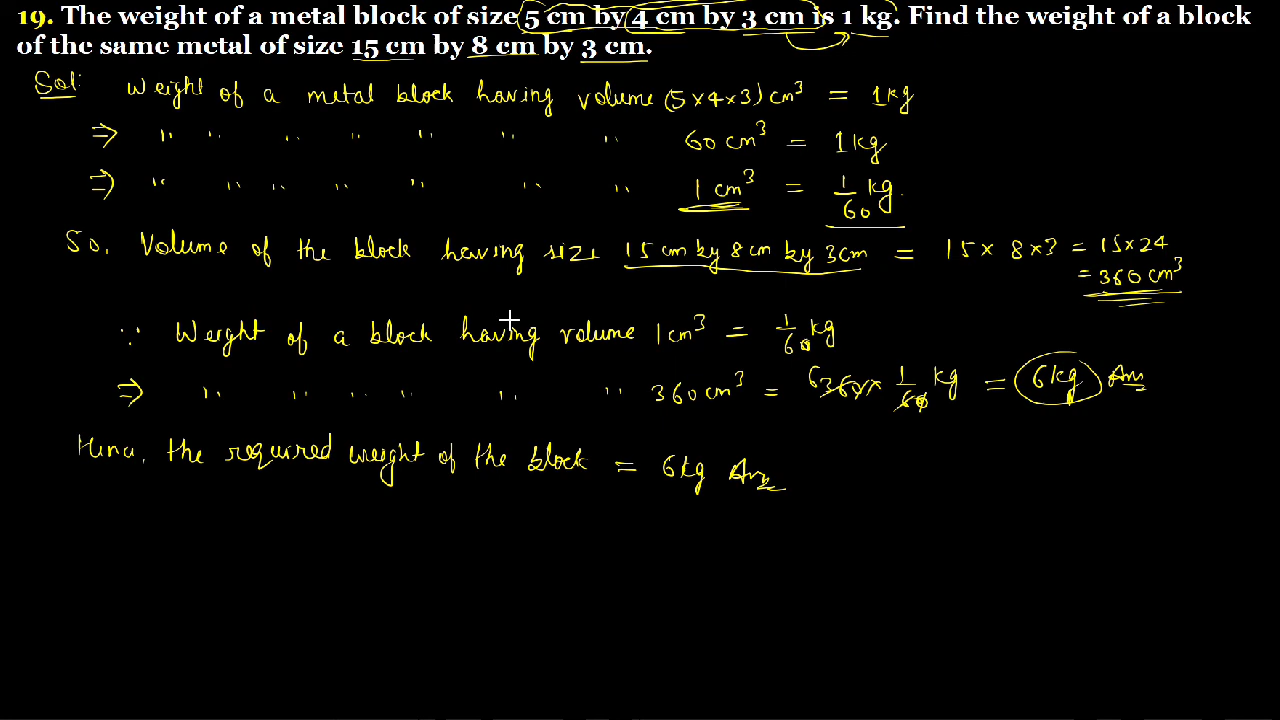 19. The weight of a metal block of size 5 cm by 4 cm by 3 cm is 1 kg. Find the weight of a block
of the same metal of size 15 cm by 8 cm by 3 cm.
Sol: Weight of a metal block having volume (5×4×3) cm³ = 1kg
⇒ " " " " " " " 60 cm³ = 1kg
⇒ " " " " " " " 1 cm³ = 1/60 kg.
So, Volume of the block having size 15 cm by 8 cm by 3 cm = 15 × 8 × 3 = 15 × 24
= 360 cm³
∵ Weight of a block having volume 1 cm³ = 1/60 kg
⇒ " " " " " " 360 cm³ = 6 360 × 1/60 kg = 6 kg Ans
Hence, the required weight of the block = 6 kg Ans